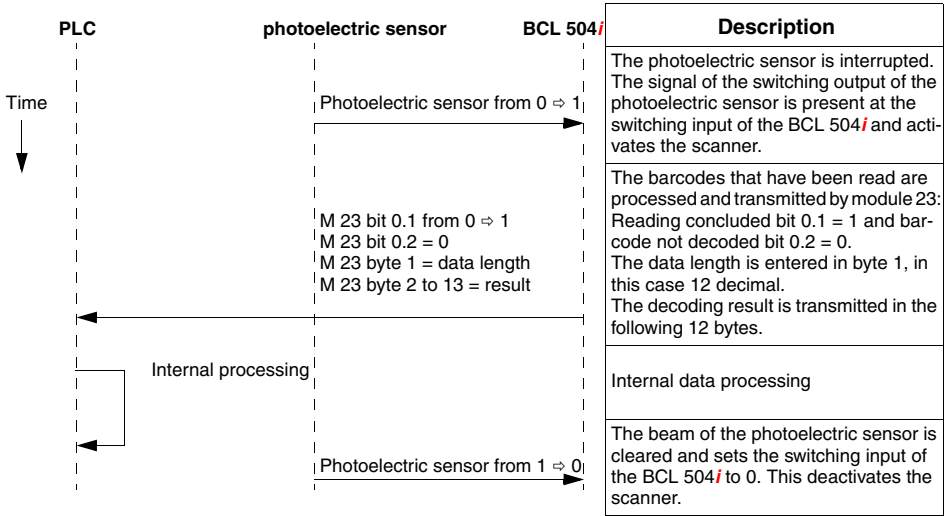 PLC
photoelectric sensor
BCL 504i
Description
Time
Photoelectric sensor from 0 ⇨ 1
The photoelectric sensor is interrupted.
The signal of the switching output of the
photoelectric sensor is present at the
switching input of the BCL 504i and acti-
vates the scanner.
M 23 bit 0.1 from 0 ⇨ 1
M 23 bit 0.2 = 0
M 23 byte 1 = data length
M 23 byte 2 to 13 = result
The barcodes that have been read are
processed and transmitted by module 23:
Reading concluded bit 0.1 = 1 and bar-
code not decoded bit 0.2 = 0.
The data length is entered in byte 1, in
this case 12 decimal.
The decoding result is transmitted in the
following 12 bytes.
Internal processing
Internal data processing
Photoelectric sensor from 1 ⇨ 0
The beam of the photoelectric sensor is
cleared and sets the switching input of
the BCL 504i to 0. This deactivates the
scanner.